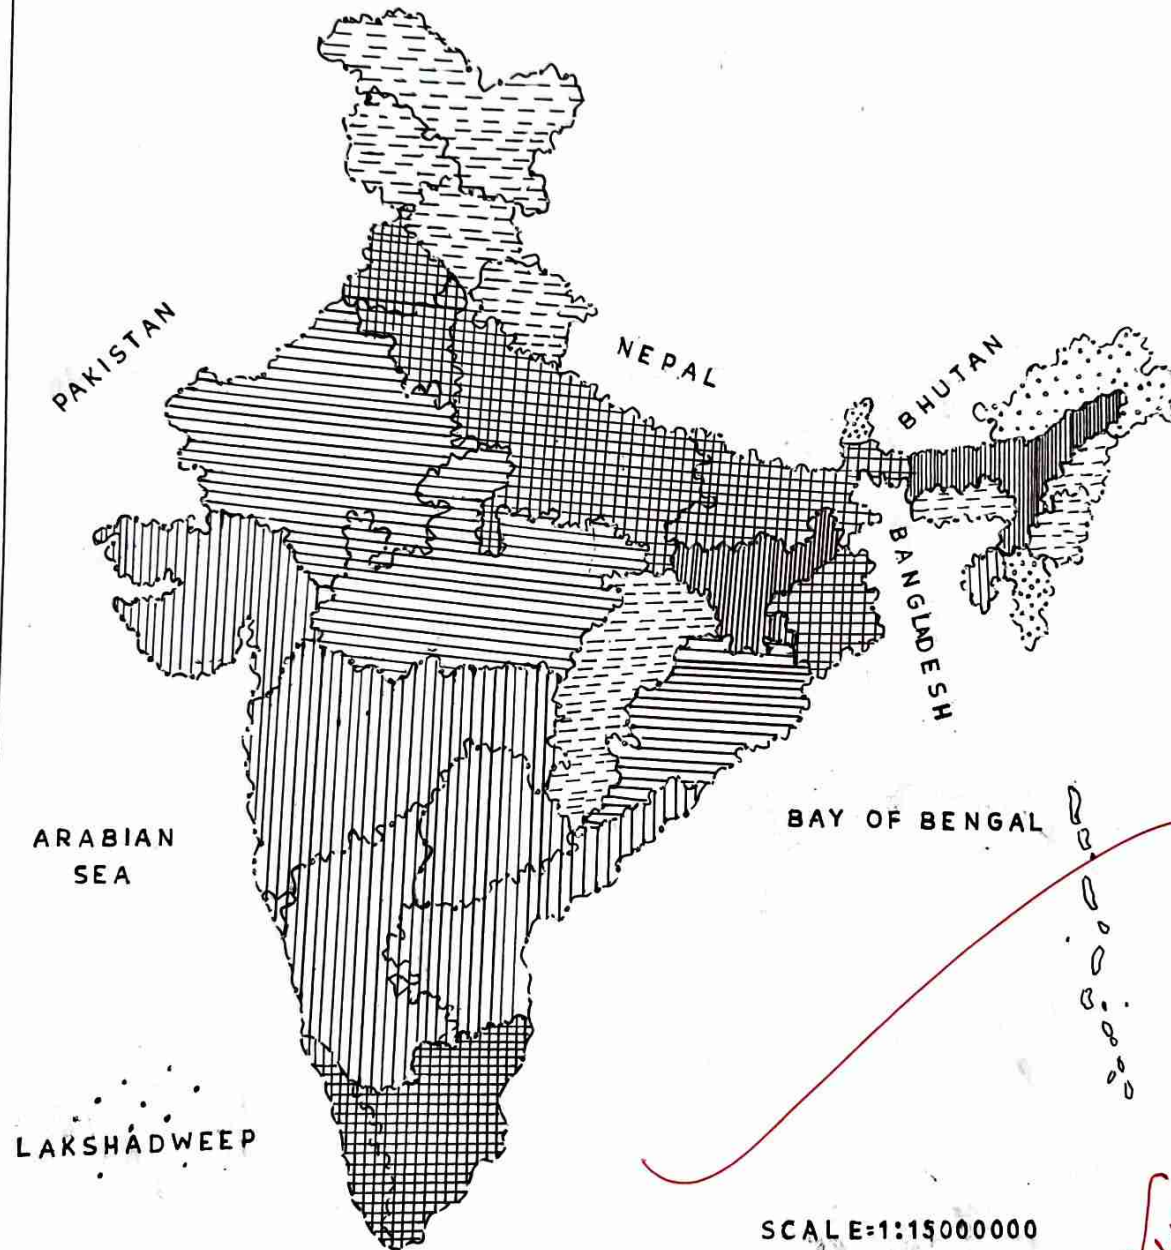 PAKISTAN
NEPAL
BHUTAN
BANGLADESH
ARABIAN
SEA
BAY OF BENGAL
LAKSHADWEEP
SCALE=1:15000000